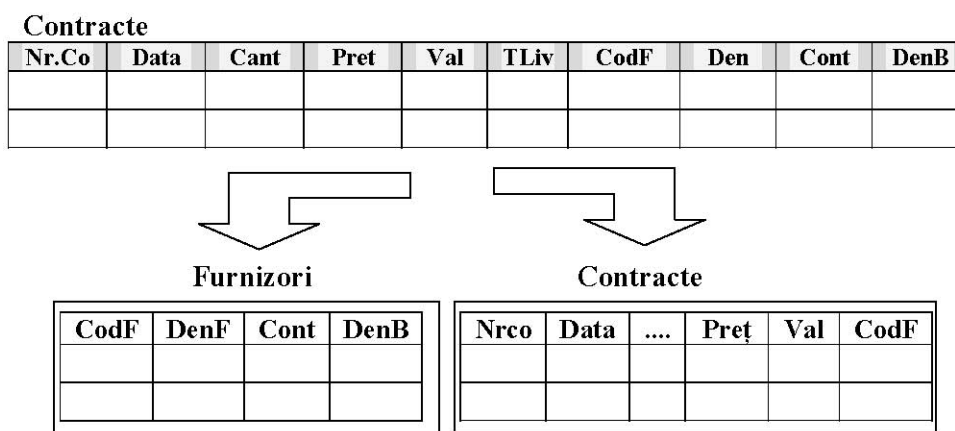 Contracte
Nr.Co Data Cant Pret Val TLiv CodF Den Cont DenB
Furnizori Contracte
CodF DenF Cont DenB Nrco Data .... Preț Val CodF